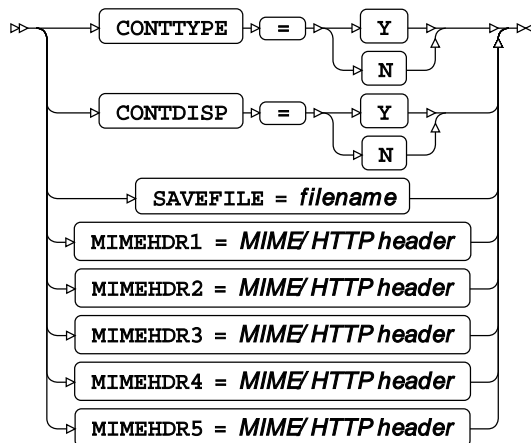 CONTTYPE = Y
N
CONTDISP = Y
N
SAVEFILE = filename
MIMEHDR1 = MIME/HTTP header
MIMEHDR2 = MIME/HTTP header
MIMEHDR3 = MIME/HTTP header
MIMEHDR4 = MIME/HTTP header
MIMEHDR5 = MIME/HTTP header